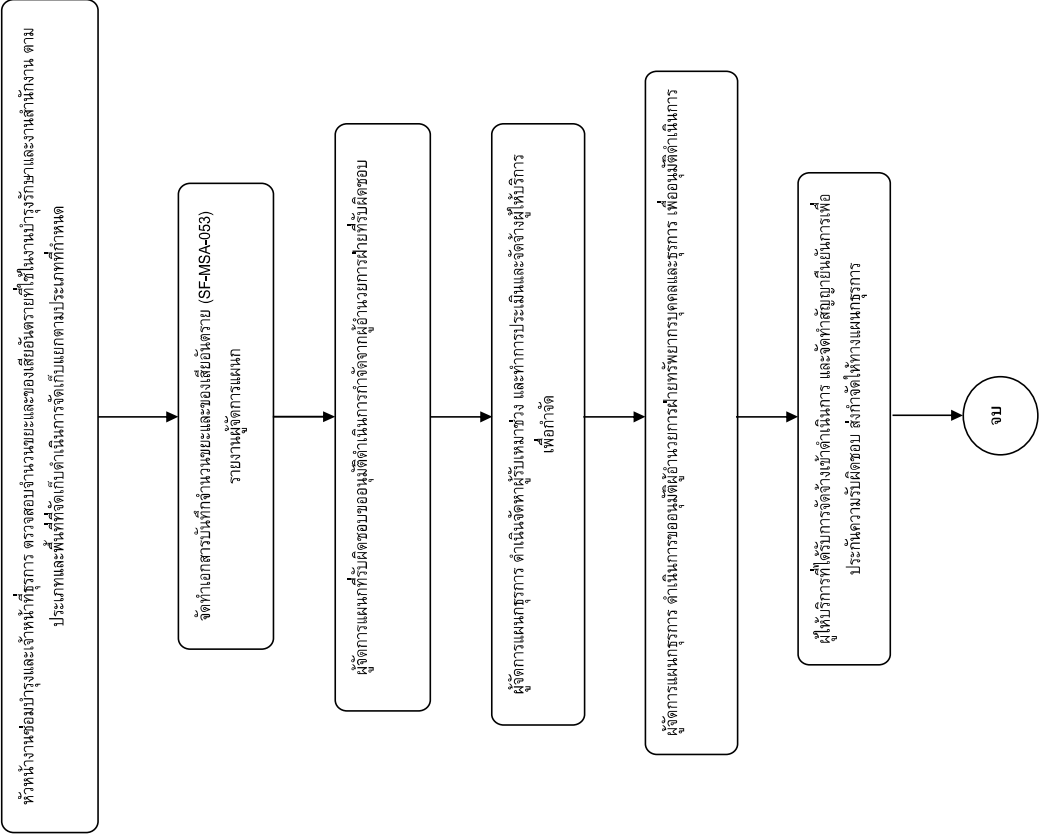 หัวหน้างานซ่อมบำรุงและเจ้าหน้าที่ธุรการ ตรวจสอบจำนวนขยะและของเสียอันตรายที่ใช้ในงานบำรุงรักษาและงานสำนักงาน ตาม
ประเภทและพื้นที่ที่จัดเก็บดำเนินการจัดเก็บแยกตามประเภทที่กำหนด
จัดทำเอกสารบันทึกจำนวนขยะและของเสียอันตราย (SF-MSA-053)
รายงานผู้จัดการแผนก
ผู้จัดการแผนกที่รับผิดชอบขออนุมัติดำเนินการกำจัดจากผู้อำนวยการฝ่ายที่รับผิดชอบ
ผู้จัดการแผนกธุรการ ดำเนินจัดหาผู้รับเหมาช่วง และทำการประเมินและจัดจ้างผู้ให้บริการ
เพื่อกำจัด
ผู้จัดการแผนกธุรการ ดำเนินการขออนุมัติผู้อำนวยการฝ่ายทรัพยากรบุคคลและธุรการ เพื่ออนุมัติดำเนินการ
ผู้ให้บริการที่ได้รับการจัดจ้างเข้าดำเนินการ และจัดทำสัญญายืนยันการเพื่อ
ประกันความรับผิดชอบ ส่งกำจัดให้ทางแผนกธุรการ
จบ